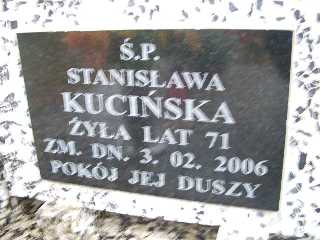 Ś.P.
STANISŁAWA
KUCIŃSKA
ŻYŁA LAT 71
ZM. DN. 3. 02. 2006
POKÓJ JEJ DUSZY